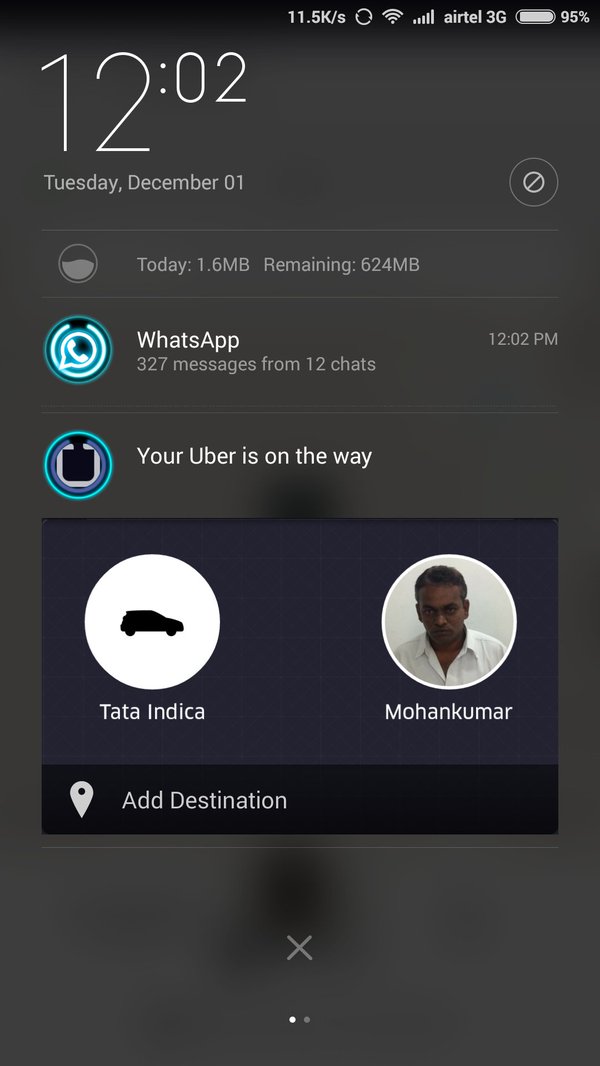 11.5K/s airtel 3G 95%
12:02
Tuesday, December 01
Today: 1.6MB Remaining: 624MB
WhatsApp 12:02 PM
327 messages from 12 chats
Your Uber is on the way
Tata Indica Mohankumar
Add Destination